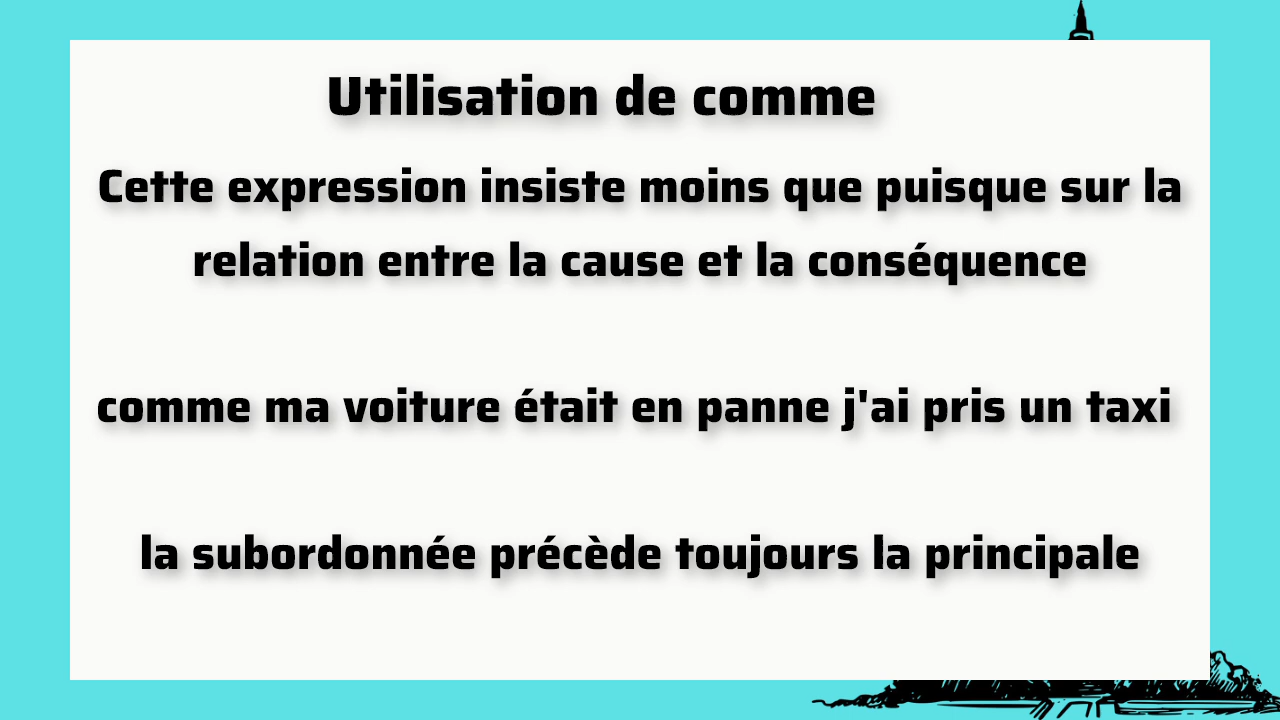 Utilisation de comme
Cette expression insiste moins que puisque sur la
relation entre la cause et la conséquence
comme ma voiture était en panne j'ai pris un taxi
la subordonnée précède toujours la principale